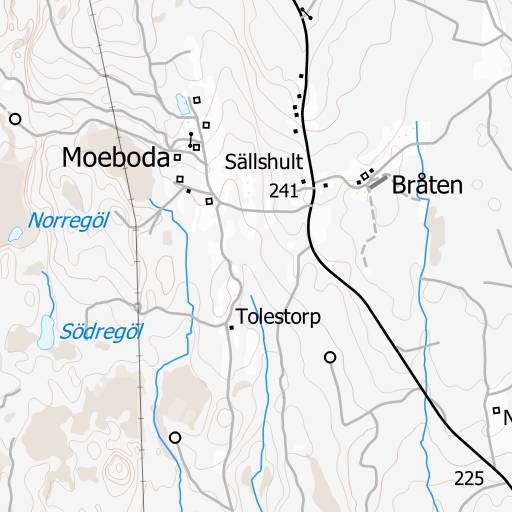 Moeboda
Sällshult
241
Bråten
Norregöl
Södregöl
Tolestorp
N
225